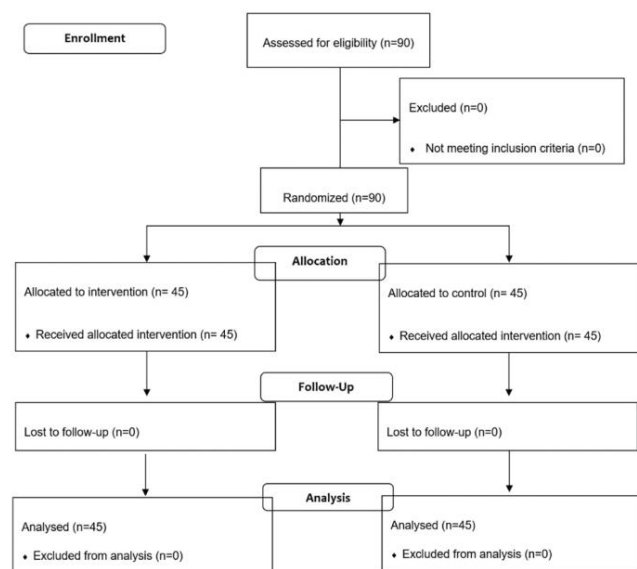 Enrollment
Assessed for eligibility (n=90)
Excluded (n=0)
♦ Not meeting inclusion criteria (n=0)
Randomized (n=90)
Allocation
Allocated to intervention (n= 45)
♦ Received allocated intervention (n= 45)
Allocated to control (n= 45)
♦ Received allocated intervention (n= 45)
Follow-Up
Lost to follow-up (n=0)
Lost to follow-up (n=0)
Analysis
Analysed (n=45)
♦ Excluded from analysis (n=0)
Analysed (n=45)
♦ Excluded from analysis (n=0)